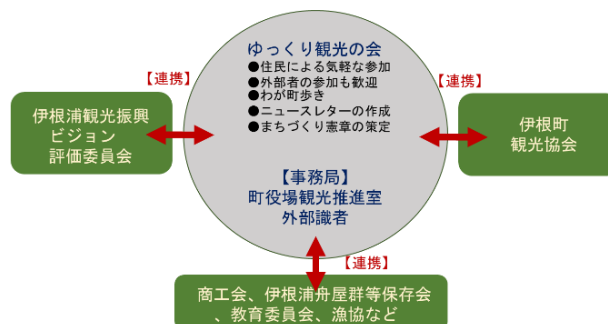 ゆっくり観光の会
●住民による気軽な参加
●外部者の参加も歓迎
●わが町歩き
●ニュースレターの作成
●まちづくり憲章の策定
【連携】
【連携】
伊根浦観光振興
ビジョン
評価委員会
伊根町
観光協会
【事務局】
町役場観光推進室
外部識者
【連携】
商工会、伊根浦舟屋群等保存会
、教育委員会、漁協など